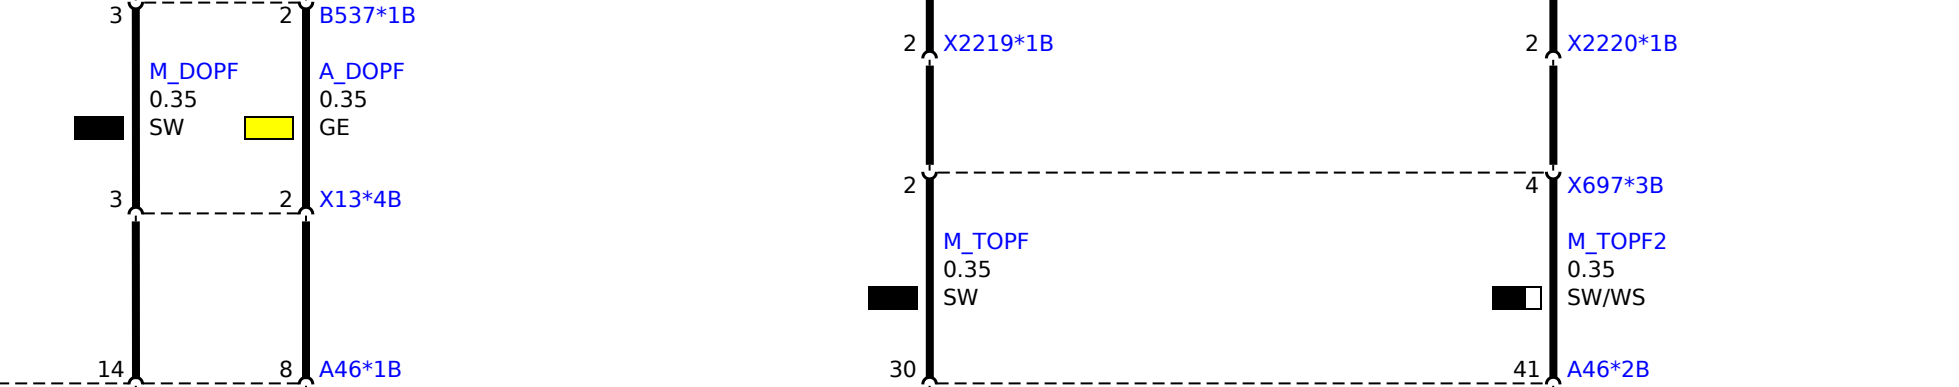 3 2 B537*1B
2 X2219*1B 2 X2220*1B
M_DOPF A_DOPF
0.35 0.35
SW GE
2 4 X697*3B
3 2 X13*4B
M_TOPF M_TOPF2
0.35 0.35
SW SW/WS
14 8 A46*1B 30 41 A46*2B